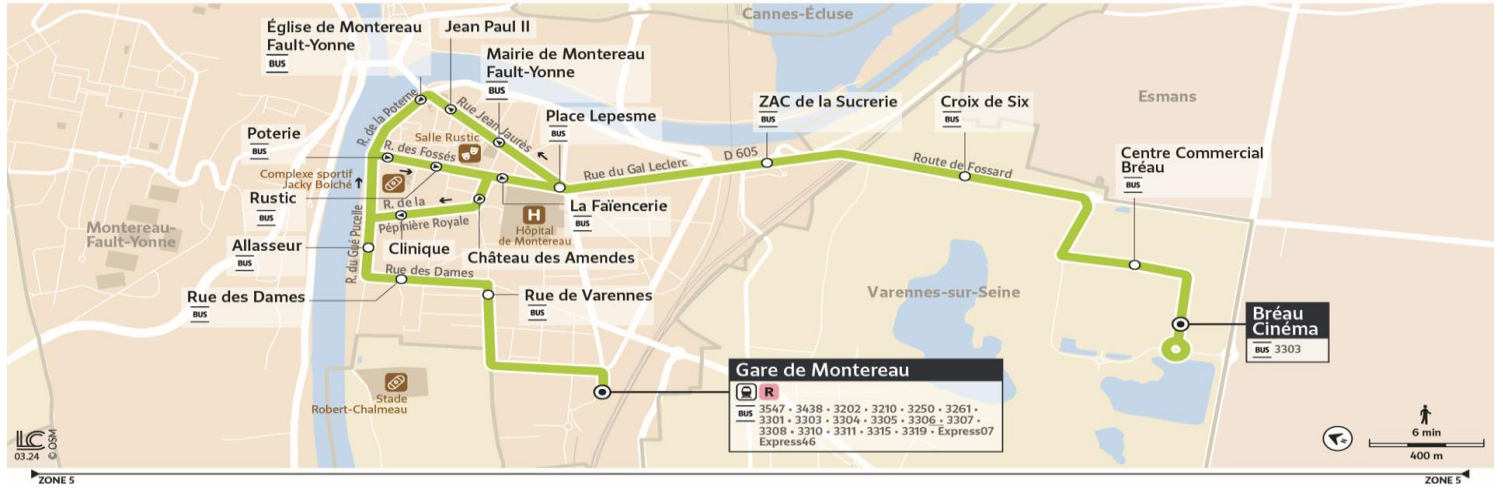 Cannes-Écluse
Église de Montereau
Fault-Yonne
BUS
Jean Paul II
Mairie de Montereau
Fault-Yonne
BUS
Place Lepesme
BUS
ZAC de la Sucrerie
BUS
Croix de Six
BUS
Esmans
Centre Commercial
Bréau
BUS
R. de la Poterne
Rue Jean Jaurès
Salle Rustic
Poterie
BUS
R. des Fossés
Complexe sportif
Jacky Boiché
Rustic
BUS
R. de la
Pépinière Royale
Rue du Gal Leclerc
D 605
Route de Fossard
La Faïencerie
BUS
H
Hôpital
de Montereau
Montereau-
Fault-Yonne
Allasseur
BUS
R. du Gué Pucelle
Clinique
Château des Amendes
Rue des Dames
Rue des Dames
BUS
Rue de Varennes
BUS
Varennes-sur-Seine
Bréau
Cinéma
BUS 3303
Stade
Robert-Chalmeau
Gare de Montereau
R
BUS 3547 • 3438 • 3202 • 3210 • 3250 • 3261 •
3301 • 3303 • 3304 • 3305 • 3306 • 3307 •
3308 • 3310 • 3311 • 3315 • 3319 • Express07
Express46
LC
03.24
© OSM
N
6 min
400 m
ZONE 5
ZONE 5